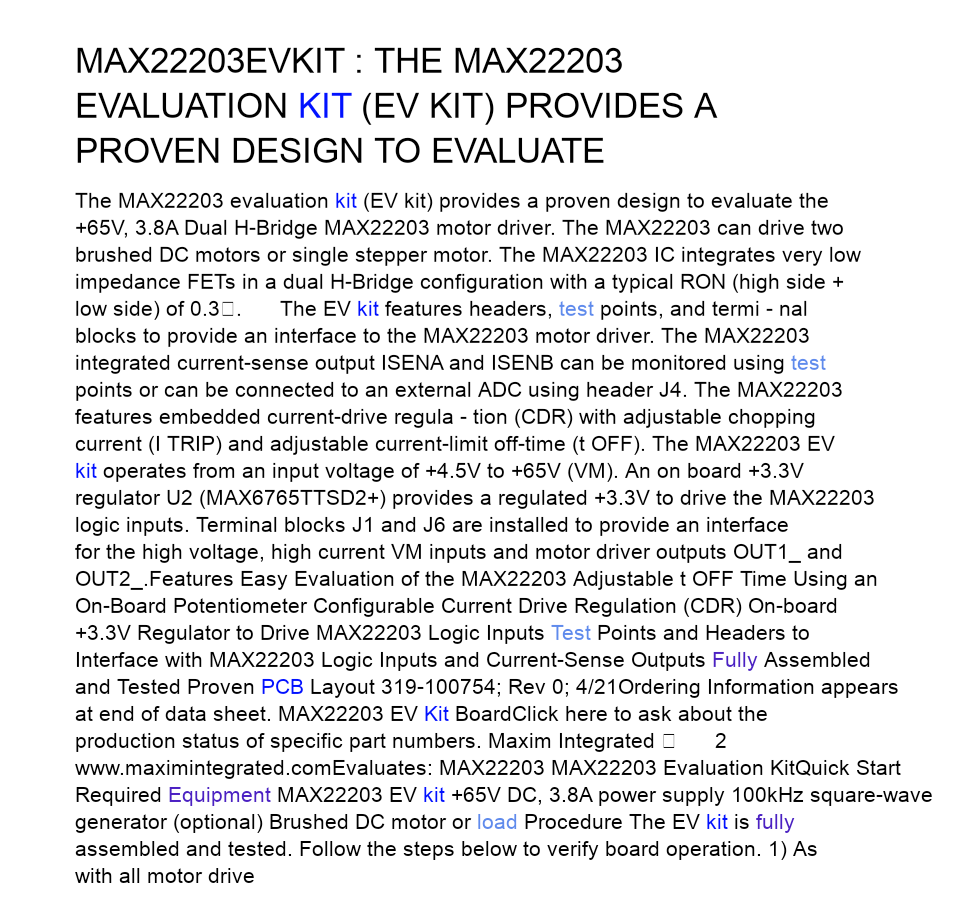 MAX22203EVKIT : THE MAX22203
EVALUATION KIT (EV KIT) PROVIDES A
PROVEN DESIGN TO EVALUATE
The MAX22203 evaluation kit (EV kit) provides a proven design to evaluate the
+65V, 3.8A Dual H-Bridge MAX22203 motor driver. The MAX22203 can drive two
brushed DC motors or single stepper motor. The MAX22203 IC integrates very low
impedance FETs in a dual H-Bridge configuration with a typical RON (high side +
low side) of 0.3□. The EV kit features headers, test points, and termi - nal
blocks to provide an interface to the MAX22203 motor driver. The MAX22203
integrated current-sense output ISENA and ISENB can be monitored using test
points or can be connected to an external ADC using header J4. The MAX22203
features embedded current-drive regula - tion (CDR) with adjustable chopping
current (I TRIP) and adjustable current-limit off-time (t OFF). The MAX22203 EV
kit operates from an input voltage of +4.5V to +65V (VM). An on board +3.3V
regulator U2 (MAX6765TTSD2+) provides a regulated +3.3V to drive the MAX22203
logic inputs. Terminal blocks J1 and J6 are installed to provide an interface
for the high voltage, high current VM inputs and motor driver outputs OUT1_ and
OUT2_.Features Easy Evaluation of the MAX22203 Adjustable t OFF Time Using an
On-Board Potentiometer Configurable Current Drive Regulation (CDR) On-board
+3.3V Regulator to Drive MAX22203 Logic Inputs Test Points and Headers to
Interface with MAX22203 Logic Inputs and Current-Sense Outputs Fully Assembled
and Tested Proven PCB Layout 319-100754; Rev 0; 4/21Ordering Information appears
at end of data sheet. MAX22203 EV Kit BoardClick here to ask about the
production status of specific part numbers. Maxim Integrated □ 2
www.maximintegrated.comEvaluates: MAX22203 MAX22203 Evaluation KitQuick Start
Required Equipment MAX22203 EV kit +65V DC, 3.8A power supply 100kHz square-wave
generator (optional) Brushed DC motor or load Procedure The EV kit is fully
assembled and tested. Follow the steps below to verify board operation. 1) As
with all motor drive